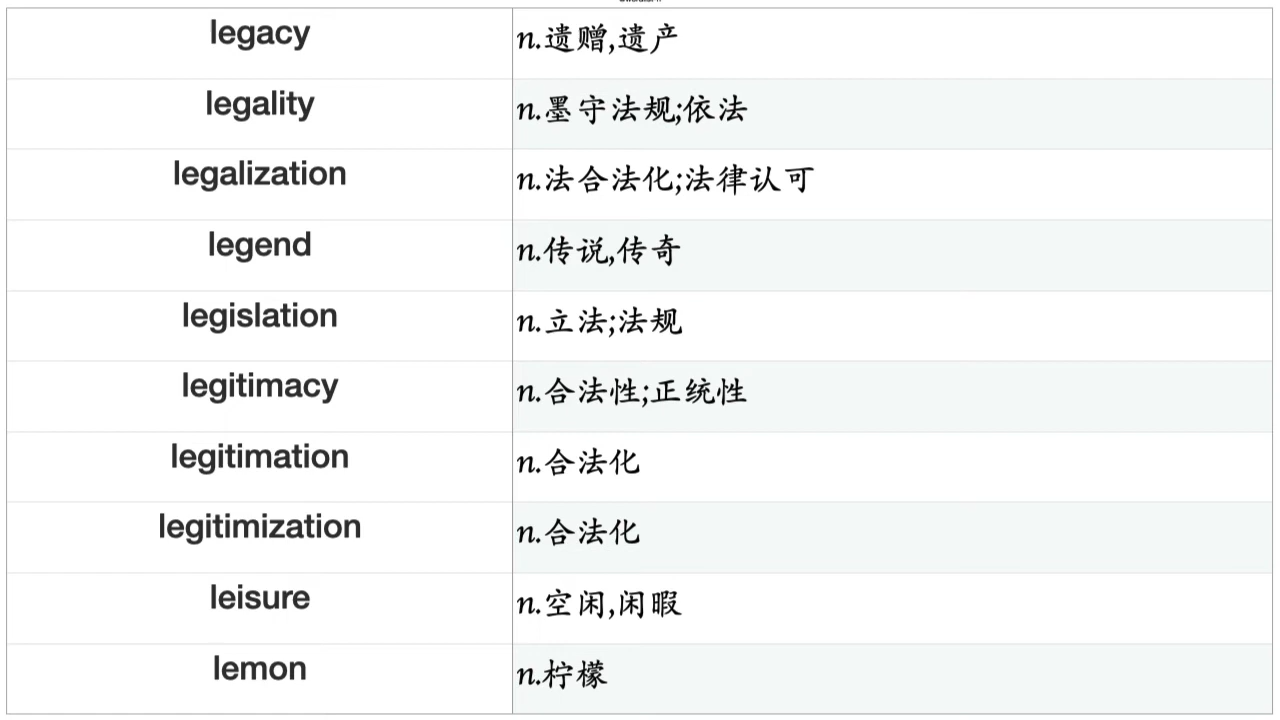 legacy n.遗赠,遗产
legality n.墨守法规;依法
legalization n.法合法化;法律认可
legend n.传说,传奇
legislation n.立法;法规
legitimacy n.合法性;正统性
legitimation n.合法化
legitimization n.合法化
leisure n.空闲,闲暇
lemon n.柠檬